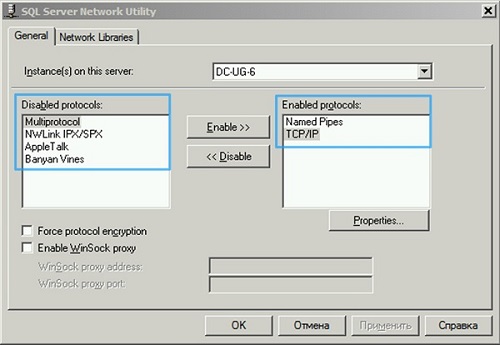 SQL Server Network Utility
General
Network Libraries
Instance(s) on this server:
DC-UG-6
Disabled protocols:
Enabled protocols:
Multiprotocol
NWLink IPX/SPX
AppleTalk
Banyan Vines
Enable >>
<< Disable
Named Pipes
TCP/IP
Properties...
Force protocol encryption
Enable WinSock proxy
WinSock proxy address:
WinSock proxy port:
OK
Отмена
Применить
Справка